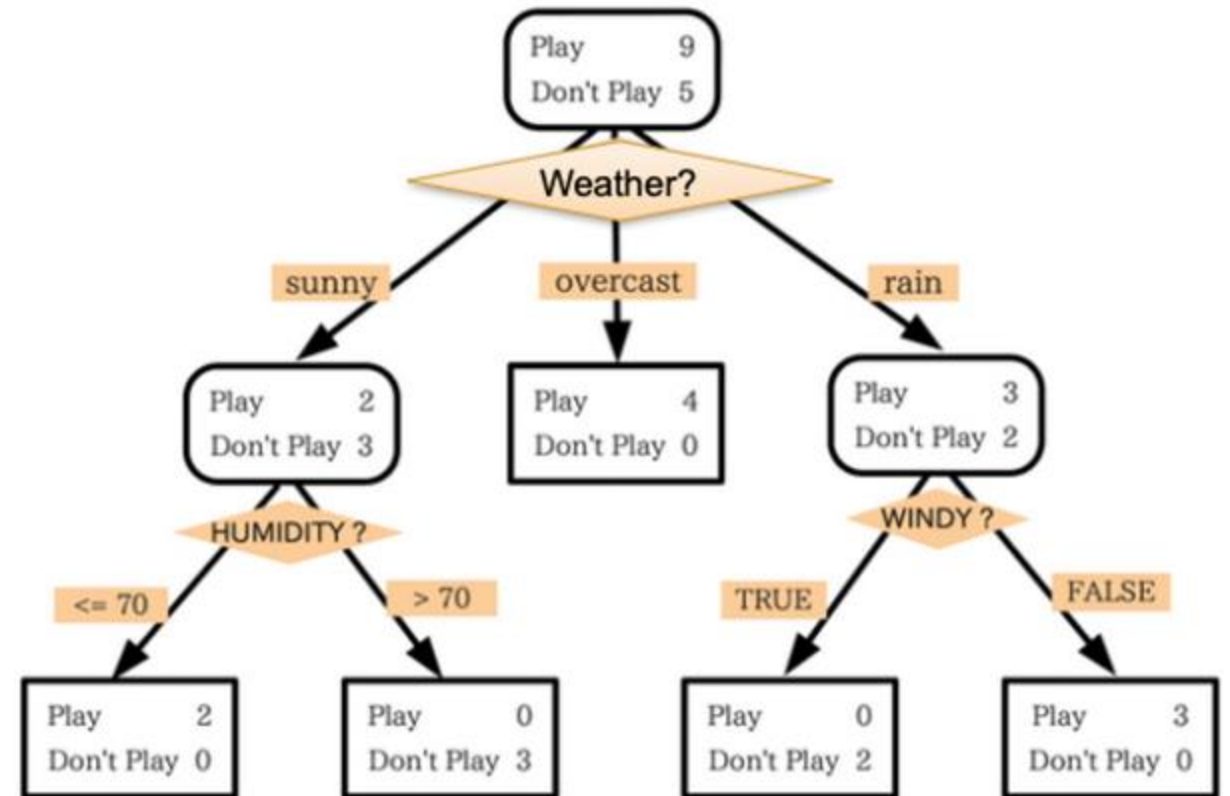 Play 9
Don't Play 5
Weather?
sunny
overcast
rain
Play 2
Don't Play 3
Play 4
Don't Play 0
Play 3
Don't Play 2
HUMIDITY ?
WINDY ?
<= 70
> 70
TRUE
FALSE
Play 2
Don't Play 0
Play 0
Don't Play 3
Play 0
Don't Play 2
Play 3
Don't Play 0